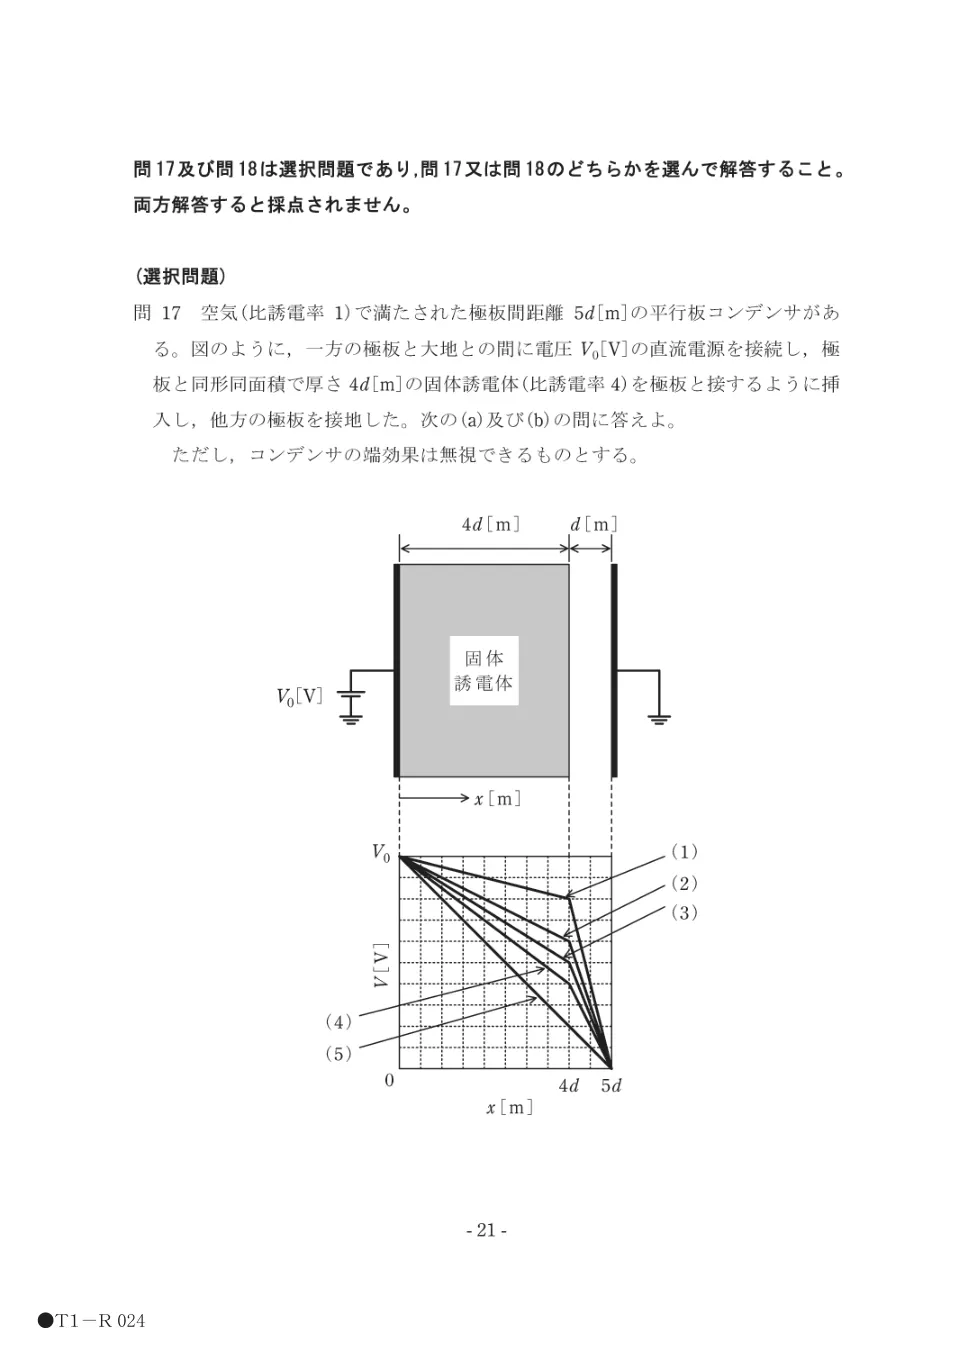 問17及び問18は選択問題であり,問17又は問18のどちらかを選んで解答すること。
両方解答すると採点されません。
(選択問題)
問 17 空気(比誘電率 1)で満たされた極板間距離 5d[m]の平行板コンデンサがあ
る。図のように，一方の極板と大地との間に電圧 V0[V]の直流電源を接続し，極
板と同形同面積で厚さ 4d[m]の固体誘電体(比誘電率 4)を極板と接するように挿
入し，他方の極板を接地した。次の(a)及び(b)の問に答えよ。
ただし，コンデンサの端効果は無視できるものとする。
4d[m] d[m]
固体
誘電体
V0[V]
x[m]
V0
(1)
(2)
(3)
V[V]
(4)
(5)
0 4d 5d
x[m]
- 21 -
●T1－R 024